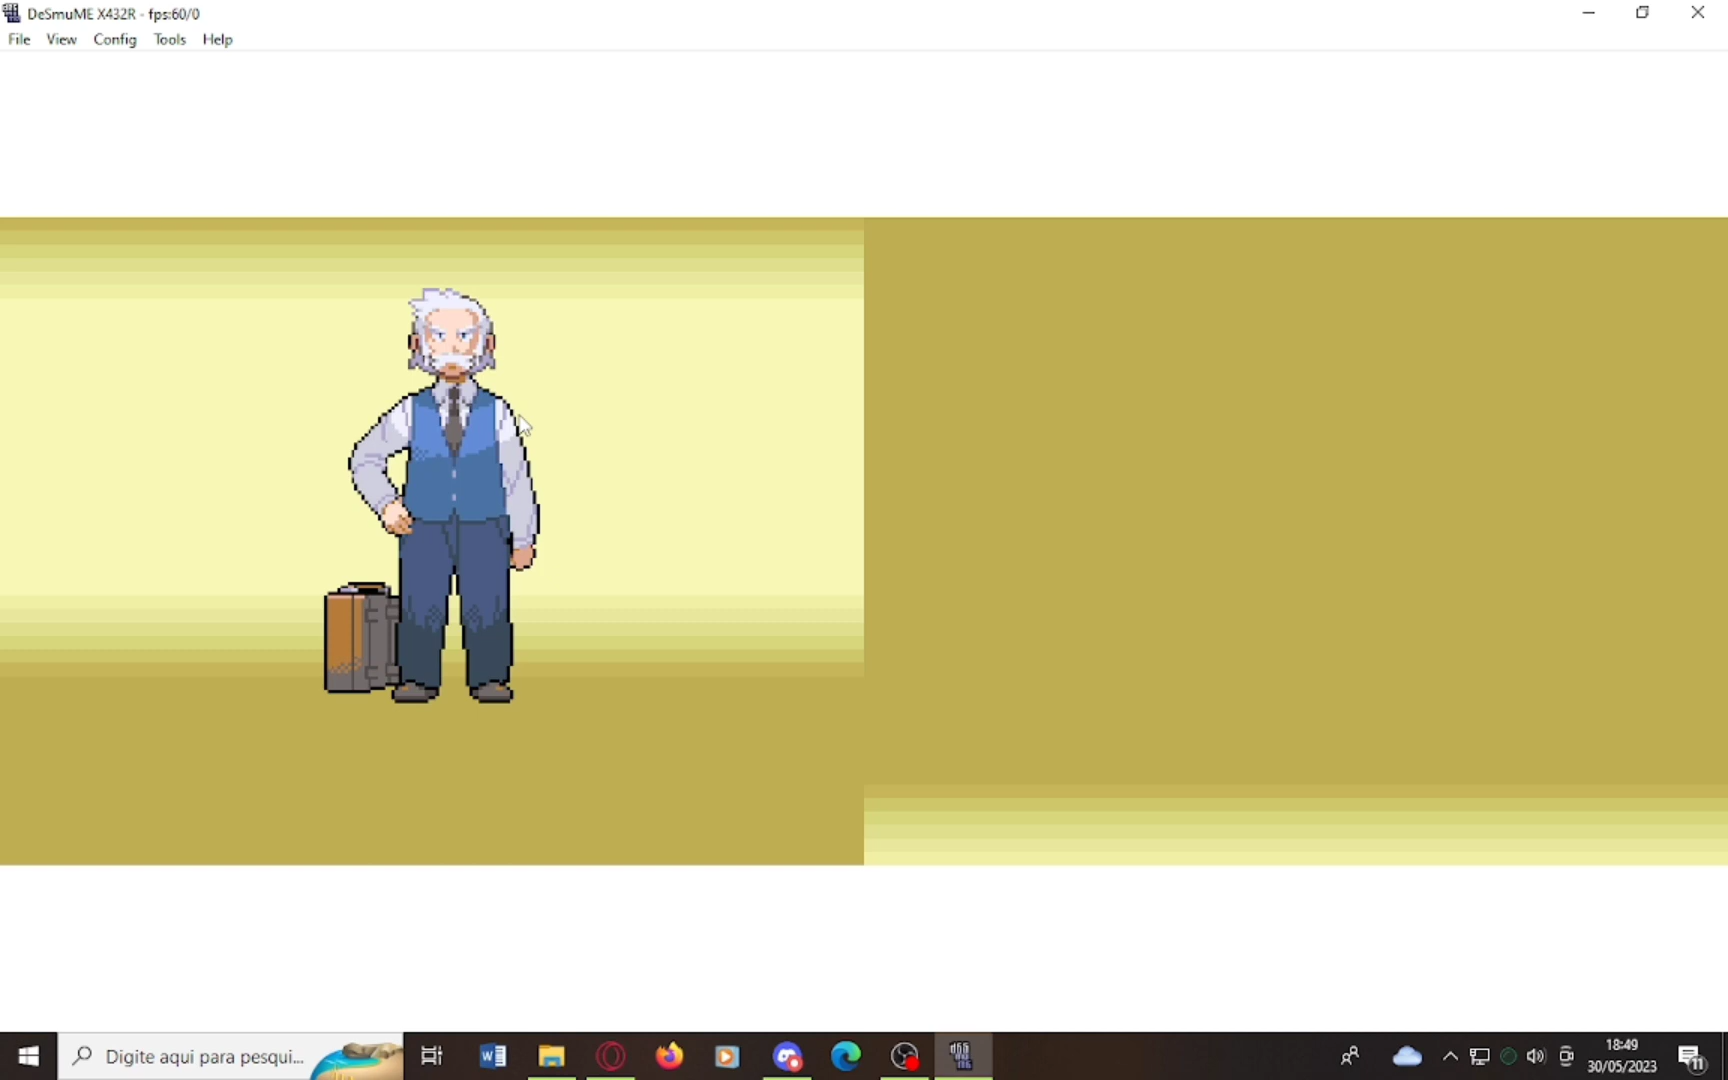 DeSmuME X432R - fps:60/0
File View Config Tools Help
Digite aqui para pesqui...
18:49
30/05/2023
11